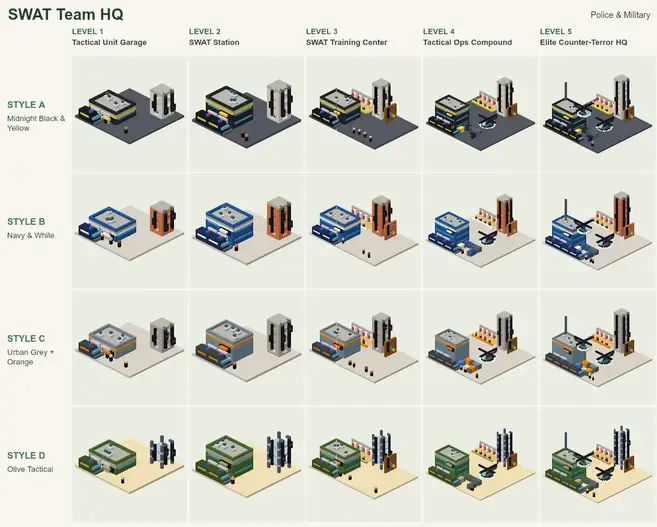 SWAT Team HQ
Police & Military
LEVEL 1
Tactical Unit Garage
LEVEL 2
SWAT Station
LEVEL 3
SWAT Training Center
LEVEL 4
Tactical Ops Compound
LEVEL 5
Elite Counter-Terror HQ
STYLE A
Midnight Black &
Yellow
STYLE B
Navy & White
STYLE C
Urban Grey +
Orange
STYLE D
Olive Tactical